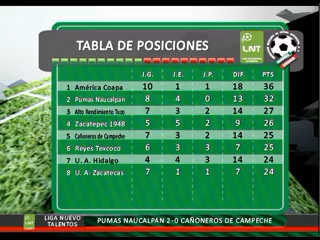 TABLA DE POSICIONES
LNT
J.G. J.E. J.P. DIF. PTS
1 América Coapa 10 1 1 18 36
2 Pumas Naucalpan 8 4 0 13 32
3 Alto Rendimiento Tuzo 7 3 2 14 27
4 Zacatepec 1948 5 5 2 9 26
5 Cañoneros de Campeche 7 3 2 14 25
6 Reyes Texcoco 6 3 3 7 25
7 U. A. Hidalgo 4 4 3 14 24
8 U. A. Zacatecas 7 1 1 7 24
LNT LIGA NUEVO TALENTOS
PUMAS NAUCALPAN 2-0 CAÑONEROS DE CAMPECHE